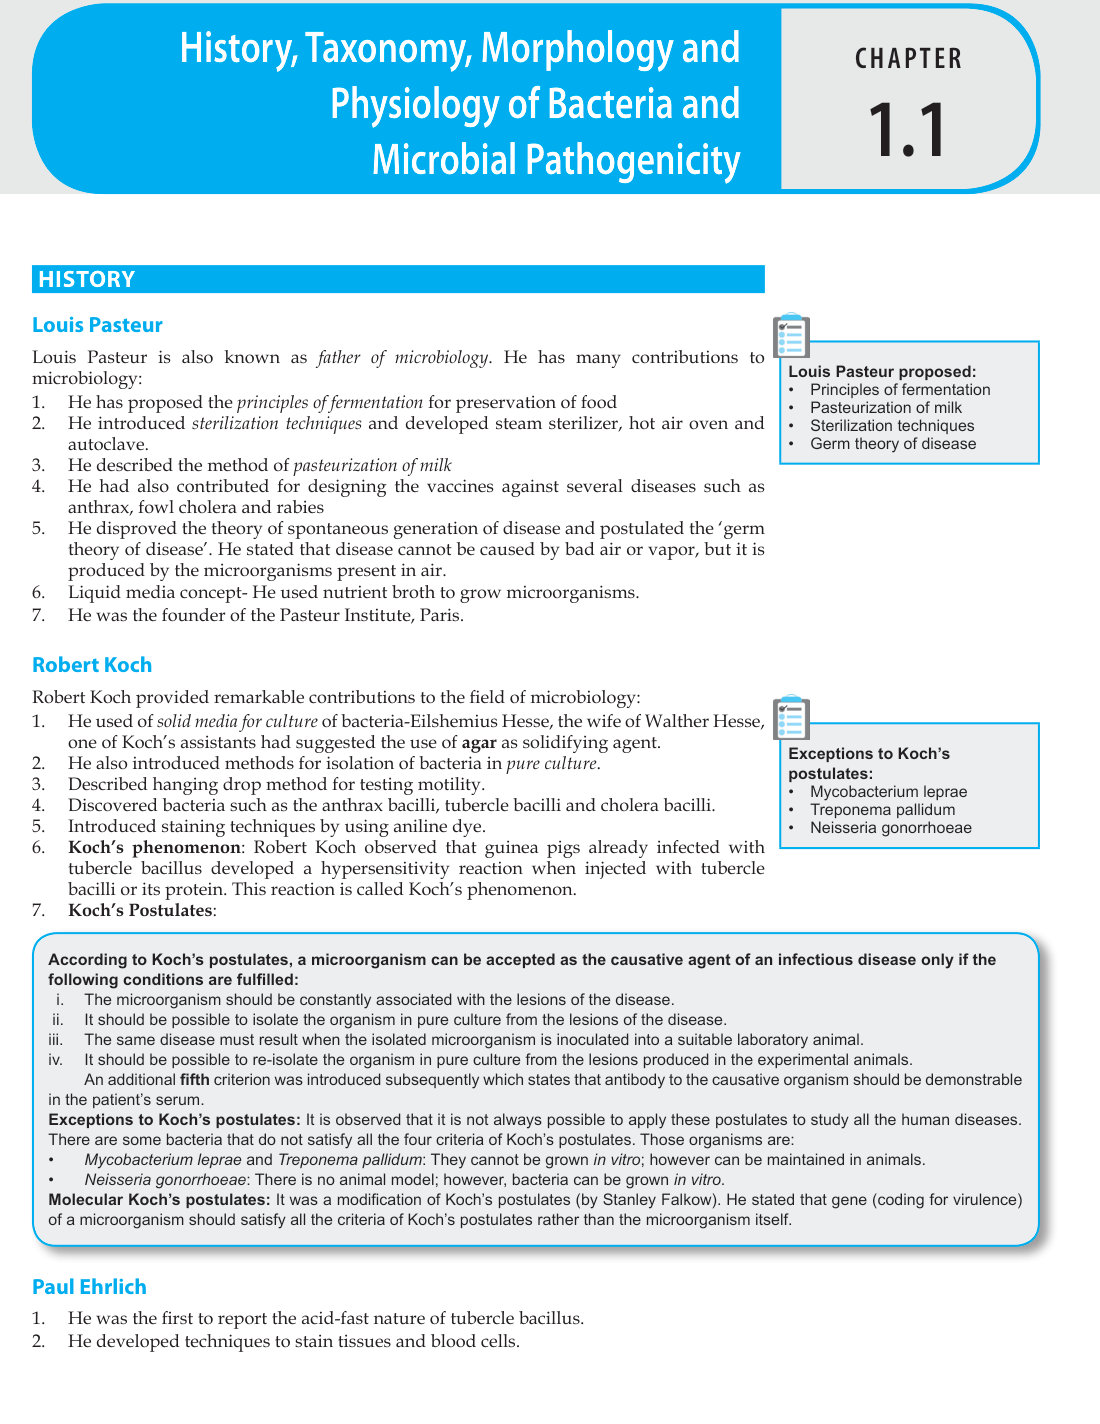 History, Taxonomy, Morphology and
Physiology of Bacteria and
Microbial Pathogenicity
CHAPTER
1.1
HISTORY
Louis Pasteur
Louis Pasteur is also known as father of microbiology. He has many contributions to
microbiology:
1. He has proposed the principles of fermentation for preservation of food
2. He introduced sterilization techniques and developed steam sterilizer, hot air oven and
autoclave.
3. He described the method of pasteurization of milk
4. He had also contributed for designing the vaccines against several diseases such as
anthrax, fowl cholera and rabies
5. He disproved the theory of spontaneous generation of disease and postulated the ‘germ
theory of disease’. He stated that disease cannot be caused by bad air or vapor, but it is
produced by the microorganisms present in air.
6. Liquid media concept- He used nutrient broth to grow microorganisms.
7. He was the founder of the Pasteur Institute, Paris.
Louis Pasteur proposed:
• Principles of fermentation
• Pasteurization of milk
• Sterilization techniques
• Germ theory of disease
Robert Koch
Robert Koch provided remarkable contributions to the field of microbiology:
1. He used of solid media for culture of bacteria-Eilshemius Hesse, the wife of Walther Hesse,
one of Koch’s assistants had suggested the use of agar as solidifying agent.
2. He also introduced methods for isolation of bacteria in pure culture.
3. Described hanging drop method for testing motility.
4. Discovered bacteria such as the anthrax bacilli, tubercle bacilli and cholera bacilli.
5. Introduced staining techniques by using aniline dye.
6. Koch’s phenomenon: Robert Koch observed that guinea pigs already infected with
tubercle bacillus developed a hypersensitivity reaction when injected with tubercle
bacilli or its protein. This reaction is called Koch’s phenomenon.
7. Koch’s Postulates:
Exceptions to Koch’s
postulates:
• Mycobacterium leprae
• Treponema pallidum
• Neisseria gonorrhoeae
According to Koch’s postulates, a microorganism can be accepted as the causative agent of an infectious disease only if the
following conditions are fulfilled:
i. The microorganism should be constantly associated with the lesions of the disease.
ii. It should be possible to isolate the organism in pure culture from the lesions of the disease.
iii. The same disease must result when the isolated microorganism is inoculated into a suitable laboratory animal.
iv. It should be possible to re-isolate the organism in pure culture from the lesions produced in the experimental animals.
An additional fifth criterion was introduced subsequently which states that antibody to the causative organism should be demonstrable
in the patient’s serum.
Exceptions to Koch’s postulates: It is observed that it is not always possible to apply these postulates to study all the human diseases.
There are some bacteria that do not satisfy all the four criteria of Koch’s postulates. Those organisms are:
• Mycobacterium leprae and Treponema pallidum: They cannot be grown in vitro; however can be maintained in animals.
• Neisseria gonorrhoeae: There is no animal model; however, bacteria can be grown in vitro.
Molecular Koch’s postulates: It was a modification of Koch’s postulates (by Stanley Falkow). He stated that gene (coding for virulence)
of a microorganism should satisfy all the criteria of Koch’s postulates rather than the microorganism itself.
Paul Ehrlich
1. He was the first to report the acid-fast nature of tubercle bacillus.
2. He developed techniques to stain tissues and blood cells.